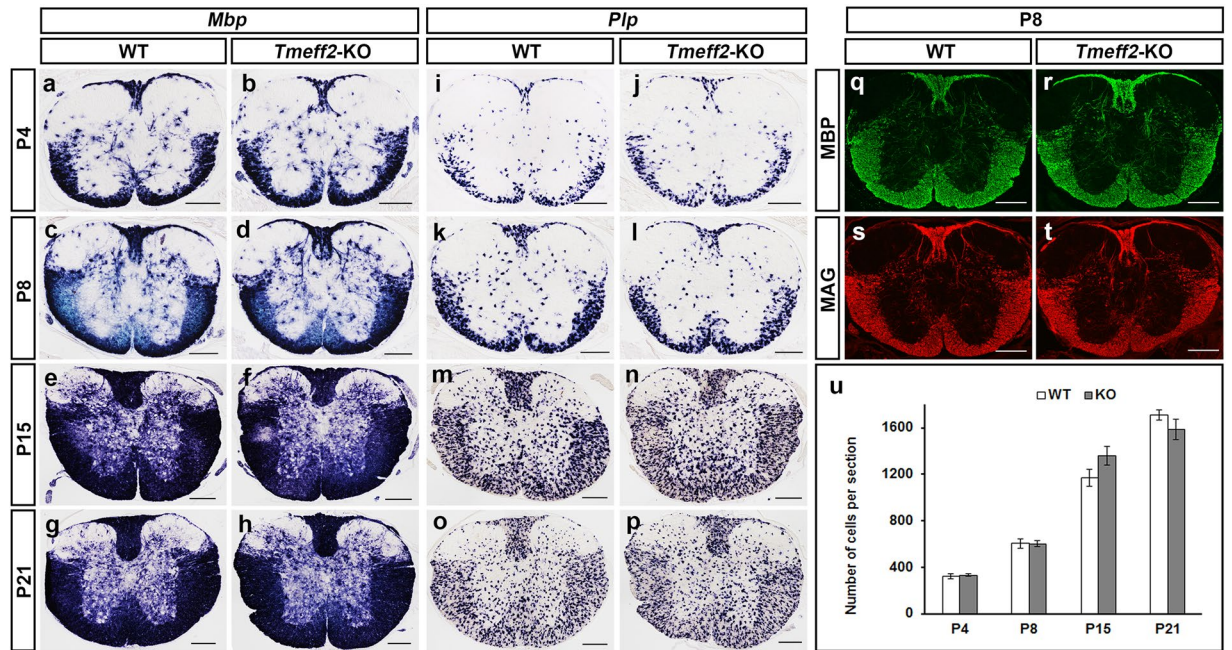 Mbp
Plp
P8
WT
Tmeff2-KO
WT
Tmeff2-KO
WT
Tmeff2-KO
P4
a
b
i
j
MBP
q
r
P8
c
d
k
l
MAG
s
t
P15
e
f
m
n
P21
g
h
o
p
u
WT
KO
Number of cells per section
1600
1200
800
400
0
P4
P8
P15
P21